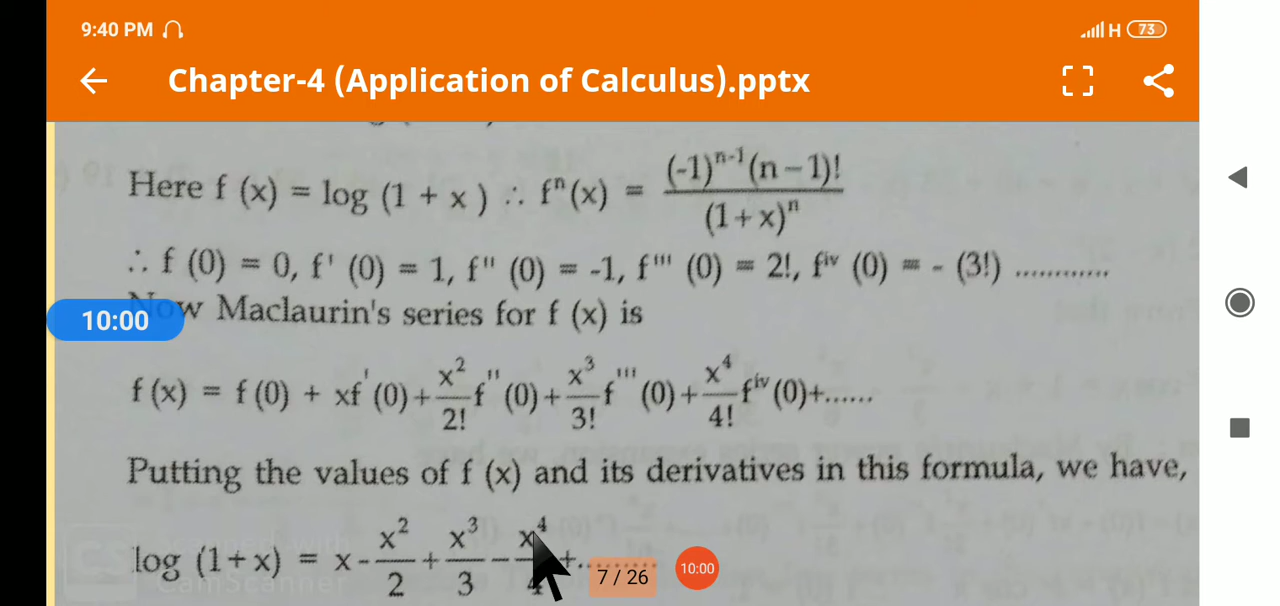 9:40 PM H 73
Chapter-4 (Application of Calculus).pptx
Here f (x) = log (1 + x ) ∴ fⁿ(x) = (-1)ⁿ⁻¹(n – 1)! / (1 + x)ⁿ
∴ f (0) = 0, f ' (0) = 1, f '' (0) = -1, f ''' (0) = 2!, fⁱᵛ (0) = - (3!) ............
Now Maclaurin's series for f (x) is
10:00
f (x) = f (0) + xf ' (0) + x²/2! f '' (0) + x³/3! f ''' (0) + x⁴/4! fⁱᵛ (0)+......
Putting the values of f (x) and its derivatives in this formula, we have,
log (1+x) = x - x²/2 + x³/3 - x⁴/4 +.........
7 / 26 10:00
CamScanner